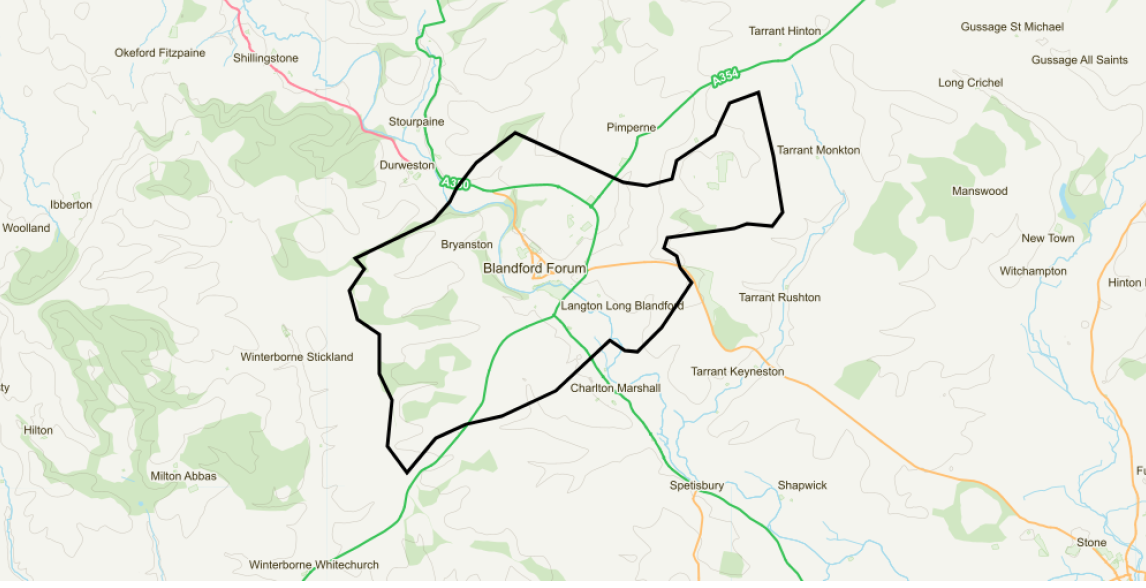 Gussage St Michael
Tarrant Hinton
Okeford Fitzpaine
Shillingstone
Gussage All Saints
A354
Long Crichel
Stourpaine
Pimperne
Tarrant Monkton
Durweston
Manswood
Ibberton
Woolland
Bryanston
New Town
Blandford Forum
Witchampton
Hinton
Langton Long Blandford
Tarrant Rushton
Winterborne Stickland
Tarrant Keyneston
Charlton Marshall
Hilton
Milton Abbas
Spetisbury
Shapwick
Stone
Winterborne Whitechurch